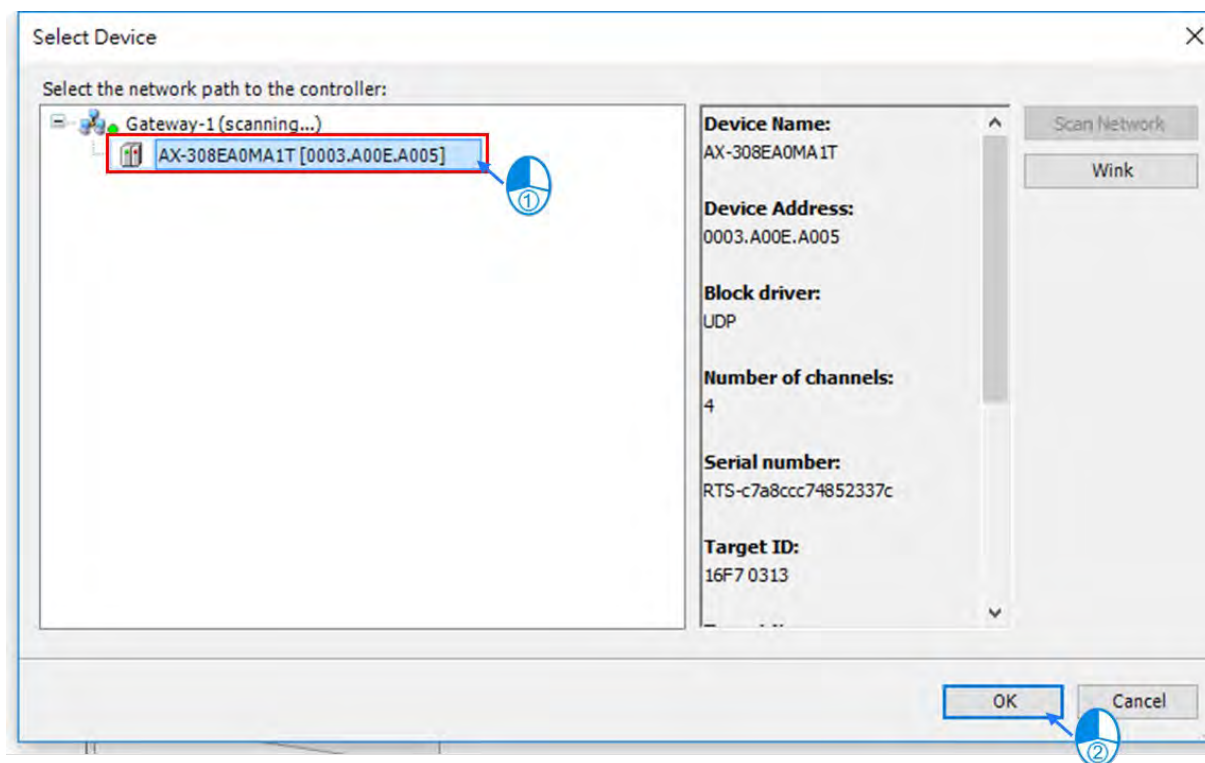 Select Device
Select the network path to the controller:
Gateway-1 (scanning...)
AX-308EA0MA1T [0003.A00E.A005]
①
Device Name:
AX-308EA0MA1T
Device Address:
0003.A00E.A005
Block driver:
UDP
Number of channels:
4
Serial number:
RTS-c7a8ccc74852337c
Target ID:
16F7 0313
Scan Network
Wink
OK
Cancel
②